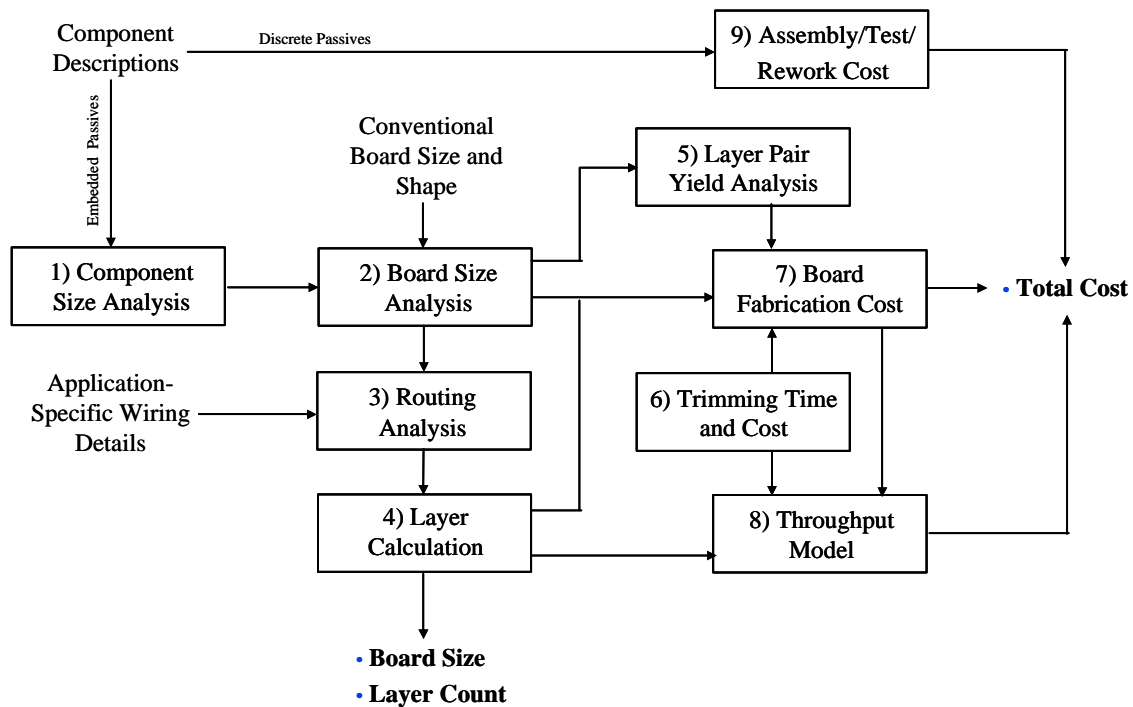 Component
Descriptions
Discrete Passives
9) Assembly/Test/
Rework Cost
Embedded Passives
Conventional
Board Size and
Shape
5) Layer Pair
Yield Analysis
1) Component
Size Analysis
2) Board Size
Analysis
7) Board
Fabrication Cost
• Total Cost
Application-
Specific Wiring
Details
3) Routing
Analysis
6) Trimming Time
and Cost
4) Layer
Calculation
8) Throughput
Model
• Board Size
• Layer Count